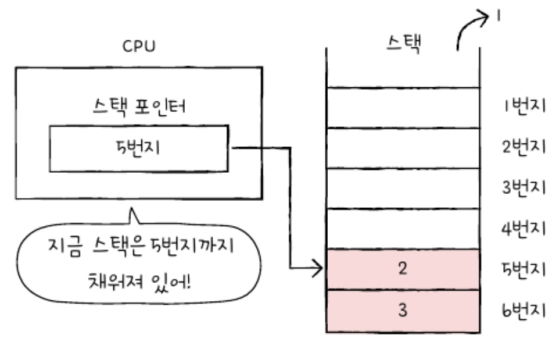 CPU
스택 포인터
5번지
지금 스택은 5번지까지
채워져 있어!
스택
1
1번지
2번지
3번지
4번지
2
5번지
3
6번지